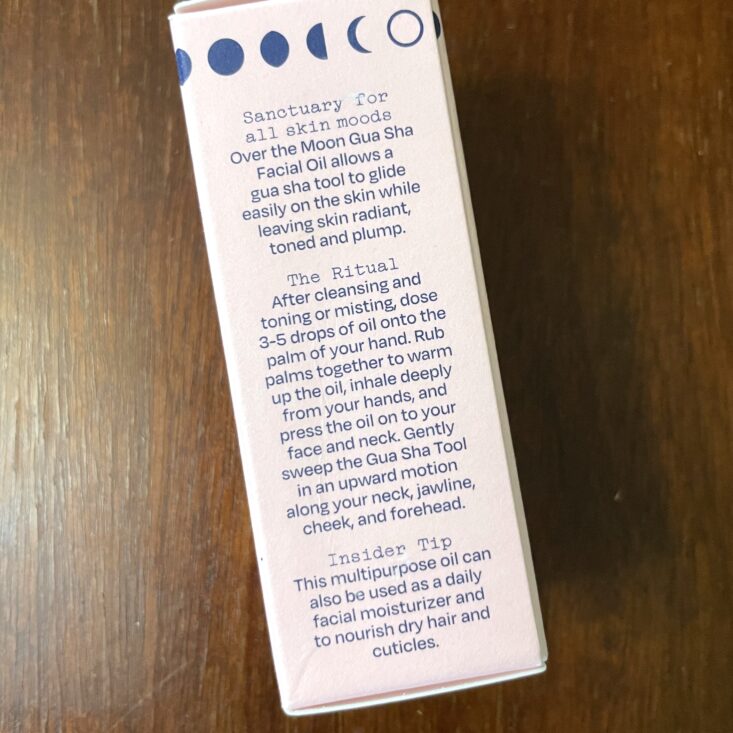 Sanctuary for
all skin moods
Over the Moon Gua Sha
Facial Oil allows a
gua sha tool to glide
easily on the skin while
leaving skin radiant,
toned and plump.
The Ritual
After cleansing and
toning or misting, dose
3-5 drops of oil onto the
palm of your hand. Rub
palms together to warm
up the oil, inhale deeply
from your hands, and
press the oil on to your
face and neck. Gently
sweep the Gua Sha Tool
in an upward motion
along your neck, jawline,
cheek, and forehead.
Insider Tip
This multipurpose oil can
also be used as a daily
facial moisturizer and
to nourish dry hair and
cuticles.